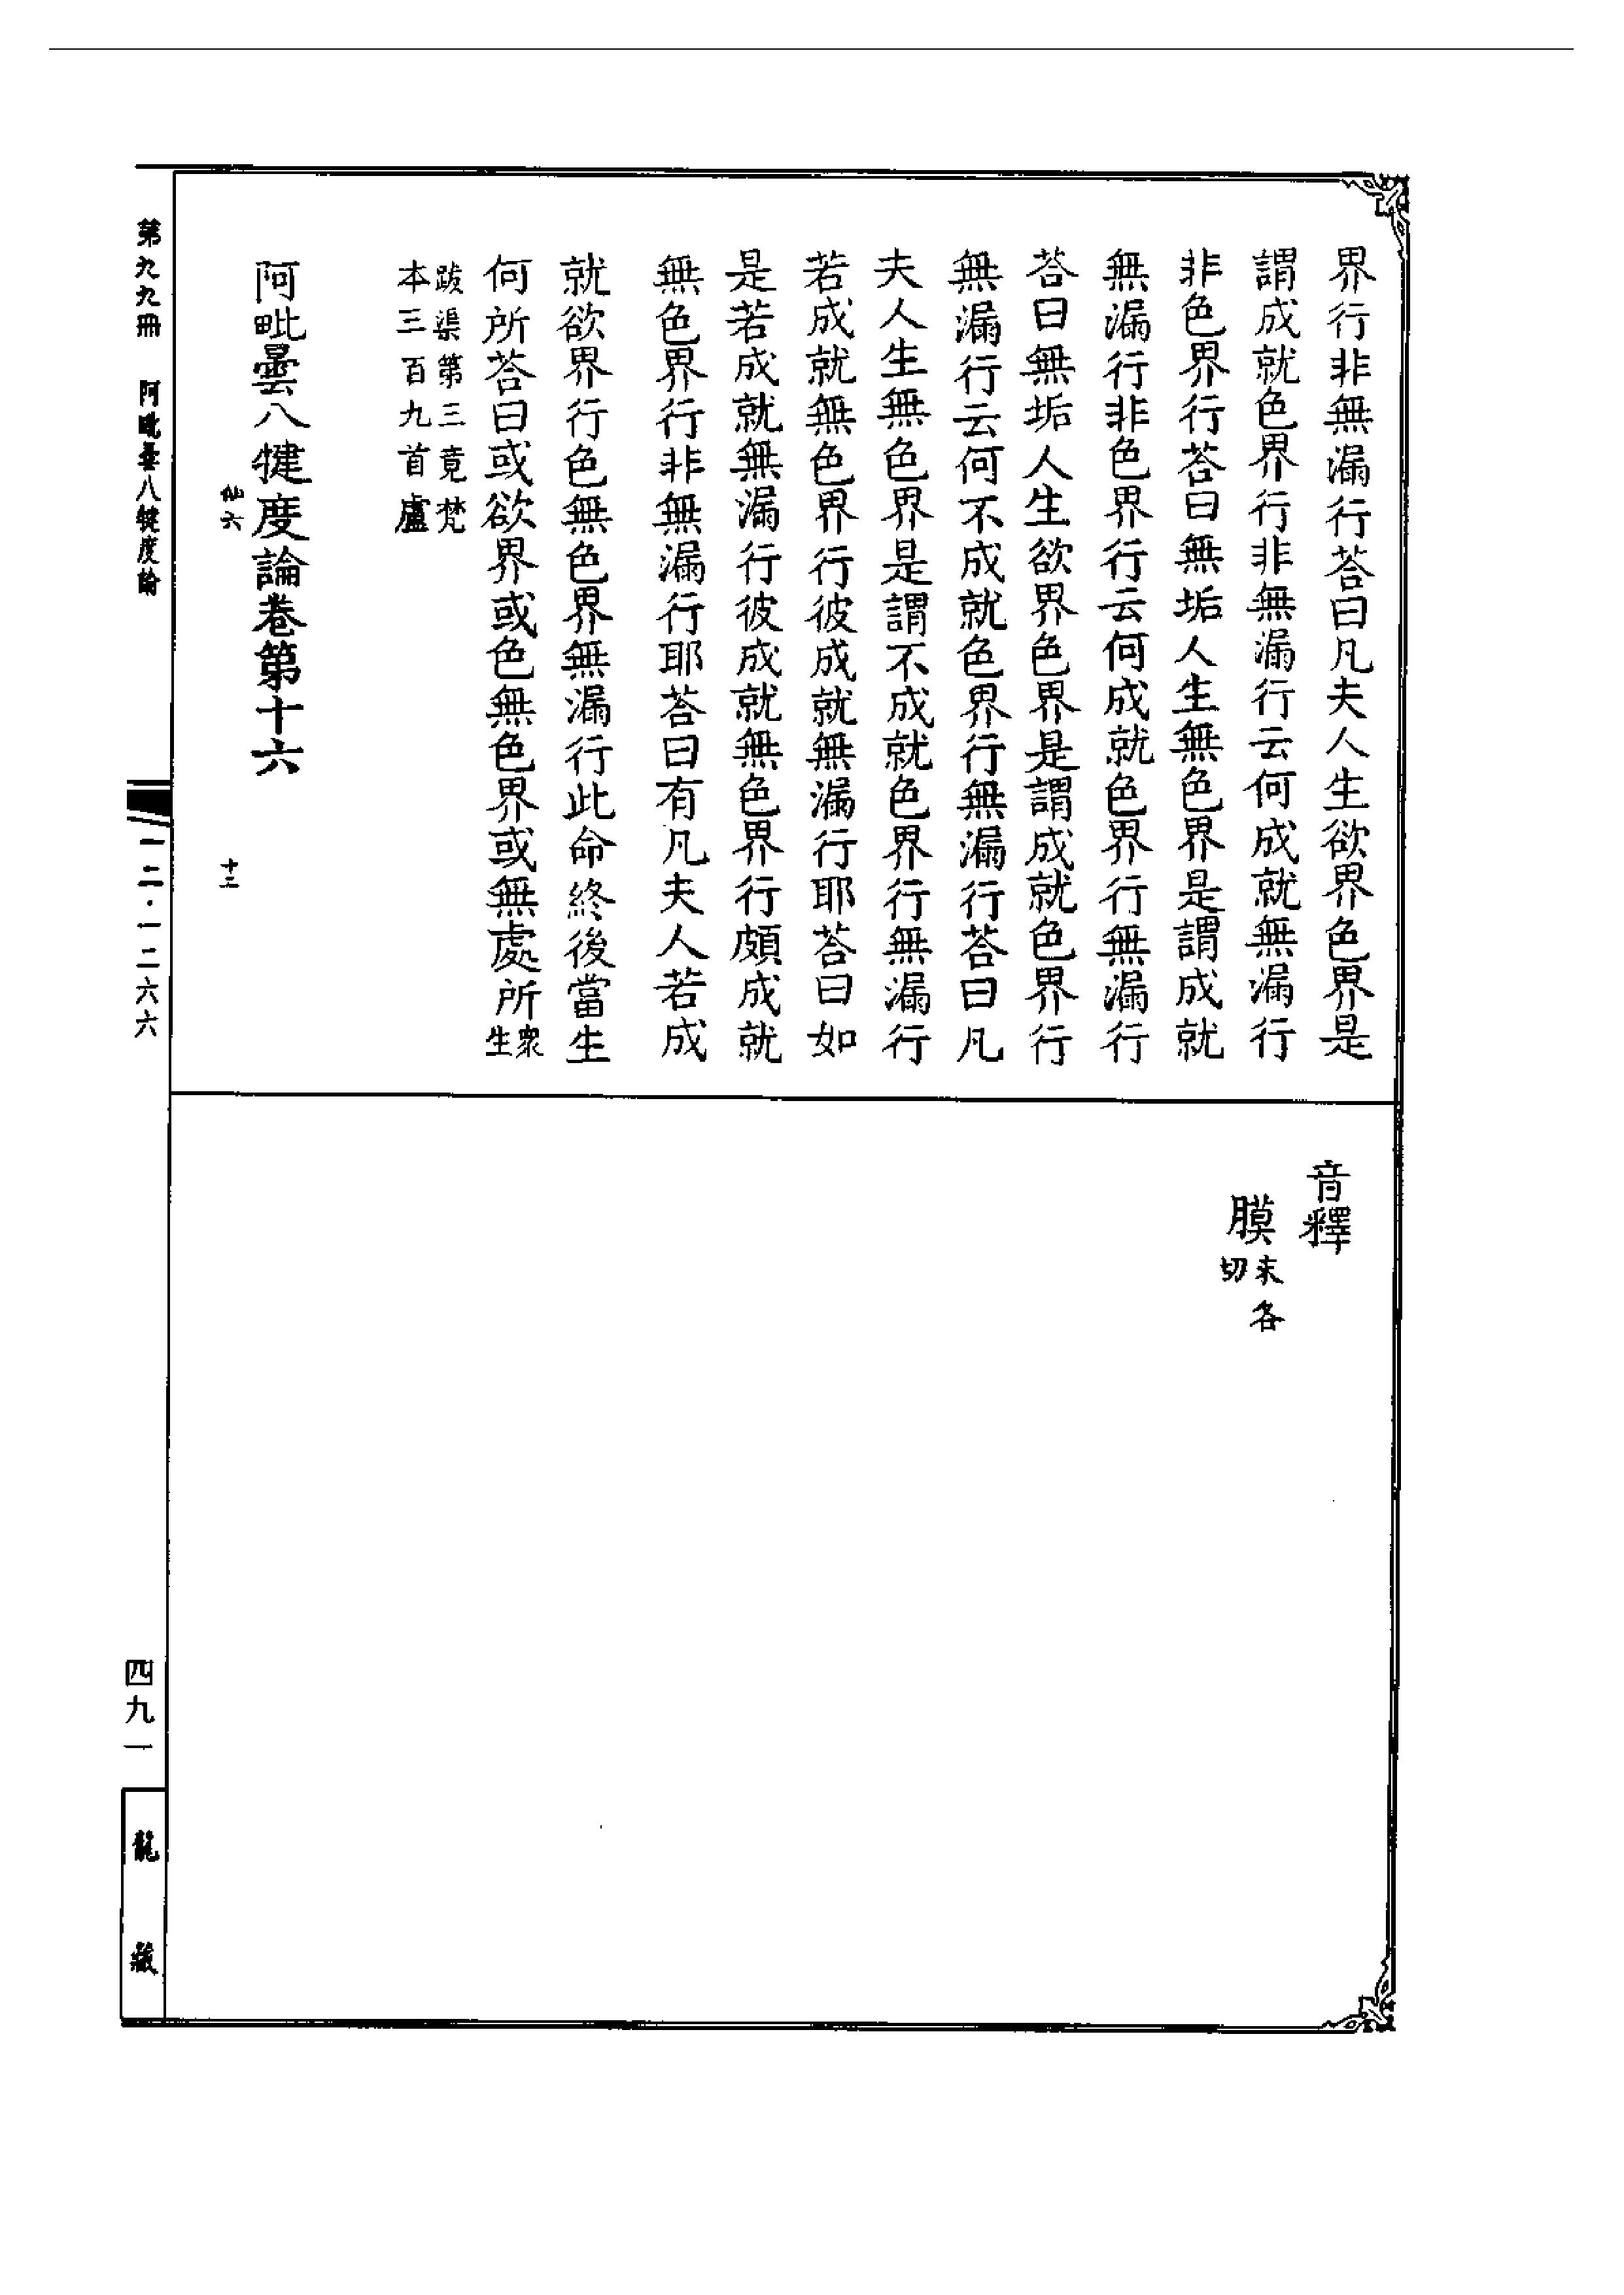 界行非無漏行荅曰凡夫人生欲界色界是
謂成就色界行非無漏行云何成就無漏行
非色界行荅曰無垢人生無色界是謂成就
無漏行非色界行云何成就色界行無漏行
荅曰無垢人生欲界色界是謂成就色界行
無漏行云何不成就色界行無漏行荅曰凡
夫人生無色界是謂不成就色界行無漏行
若成就無色界行彼成就無漏行耶荅曰如
是若成就無漏行彼成就無色界行頗成就
無色界行非無漏行耶荅曰有凡夫人若成
就欲界行色無色界無漏行此命終後當生
何所荅曰或欲界或色無色界或無處所衆生
跋渠第三竟梵
本三百九首盧
阿毗曇八犍度論卷第十六
仙六
十三
音釋
膜末各切
第九九冊 阿毗曇八犍度論
一二·一二六六
四九一
龍藏